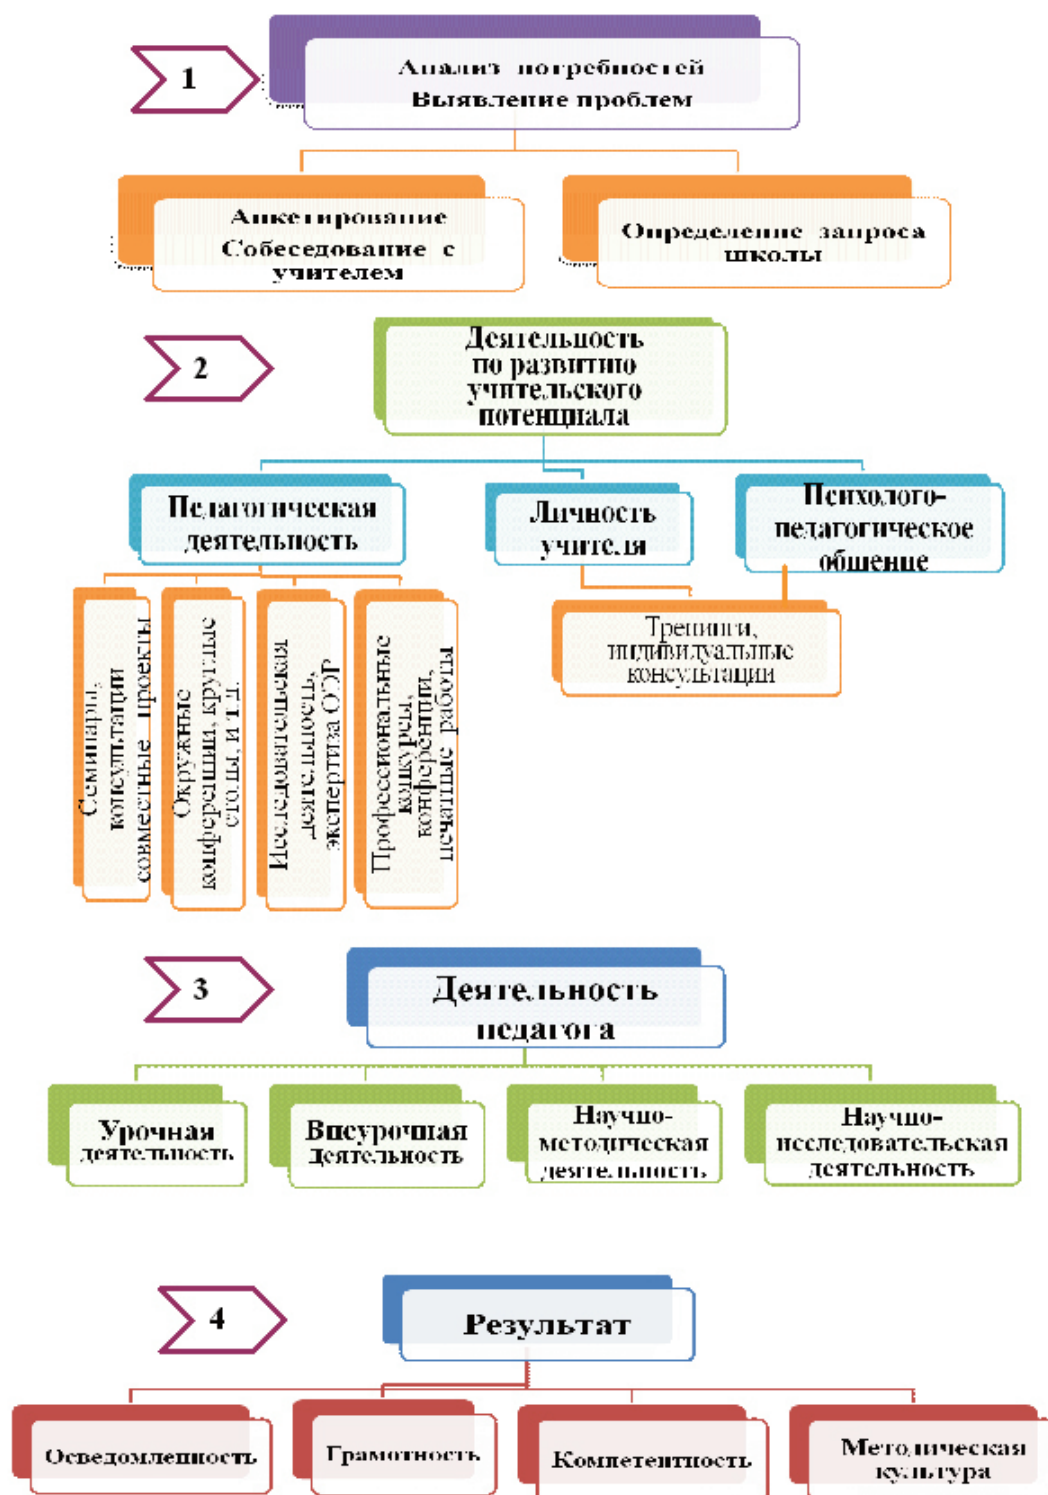 1
Анализ потребностей
Выявление проблем
Анкетирование
Собеседование с
учителем
Определение запроса
школы
2
Деятельность
по развитию
учительского
потенциала
Педагогическая
деятельность
Личность
учителя
Психолого-
педагогическое
общение
Семинары,
консультации
совместные проекты
Окружные
конференции, круглые
столы, и т.д.
Исследовательская
деятельность,
экспертиза ОЭР
Профессиональные
конкурсы,
конференции,
печатные работы
Тренинги,
индивидуальные
консультации
3
Деятельность
педагога
Урочная
деятельность
Внеурочная
деятельность
Научно-
методическая
деятельность
Научно-
исследовательская
деятельность
4
Результат
Осведомленность
Грамотность
Компетентность
Методическая
культура